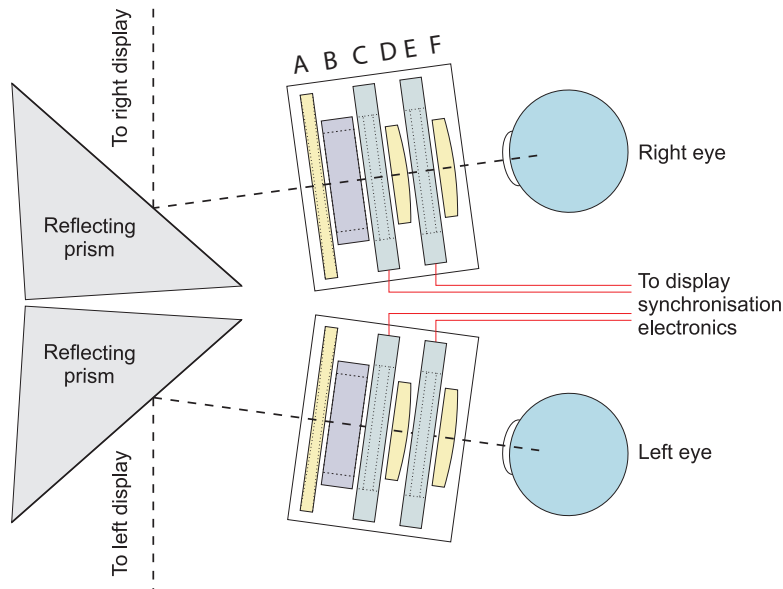 A B C D E F
To right display
Right eye
Reflecting
prism
To display
synchronisation
electronics
Reflecting
prism
Left eye
To left display